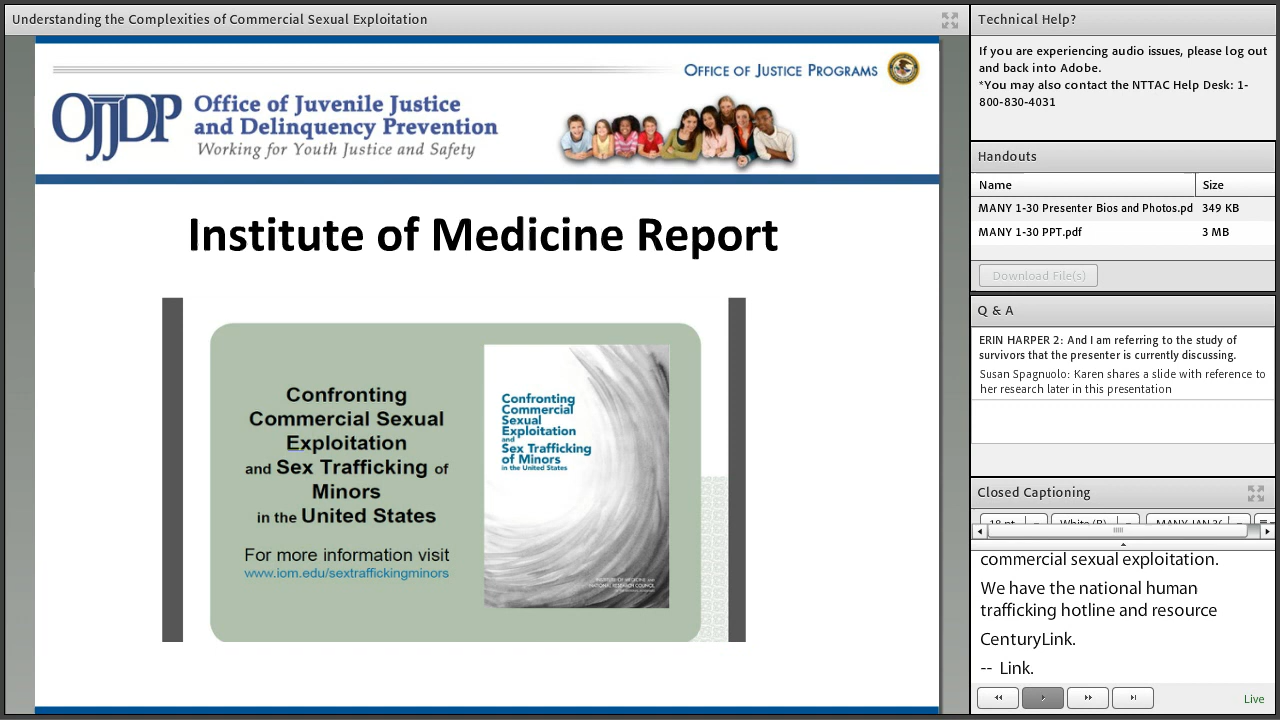 Understanding the Complexities of Commercial Sexual Exploitation
OFFICE OF JUSTICE PROGRAMS
OJJDP
Office of Juvenile Justice
and Delinquency Prevention
Working for Youth Justice and Safety
Institute of Medicine Report
Confronting
Commercial Sexual
Exploitation
and Sex Trafficking of
Minors
in the United States
For more information visit
www.iom.edu/sextraffickingminors
Confronting
Commercial
Sexual
Exploitation
and
Sex Trafficking
of Minors
in the United States
INSTITUTE OF MEDICINE AND
NATIONAL RESEARCH COUNCIL
Technical Help?
If you are experiencing audio issues, please log out
and back into Adobe.
*You may also contact the NTTAC Help Desk: 1-
800-830-4031
Handouts
Name Size
MANY 1-30 Presenter Bios and Photos.pd 349 KB
MANY 1-30 PPT.pdf 3 MB
Download File(s)
Q & A
ERIN HARPER 2: And I am referring to the study of
survivors that the presenter is currently discussing.
Susan Spagnuolo: Karen shares a slide with reference to
her research later in this presentation
Closed Captioning
commercial sexual exploitation.
We have the national human
trafficking hotline and resource
CenturyLink.
-- Link.
Live